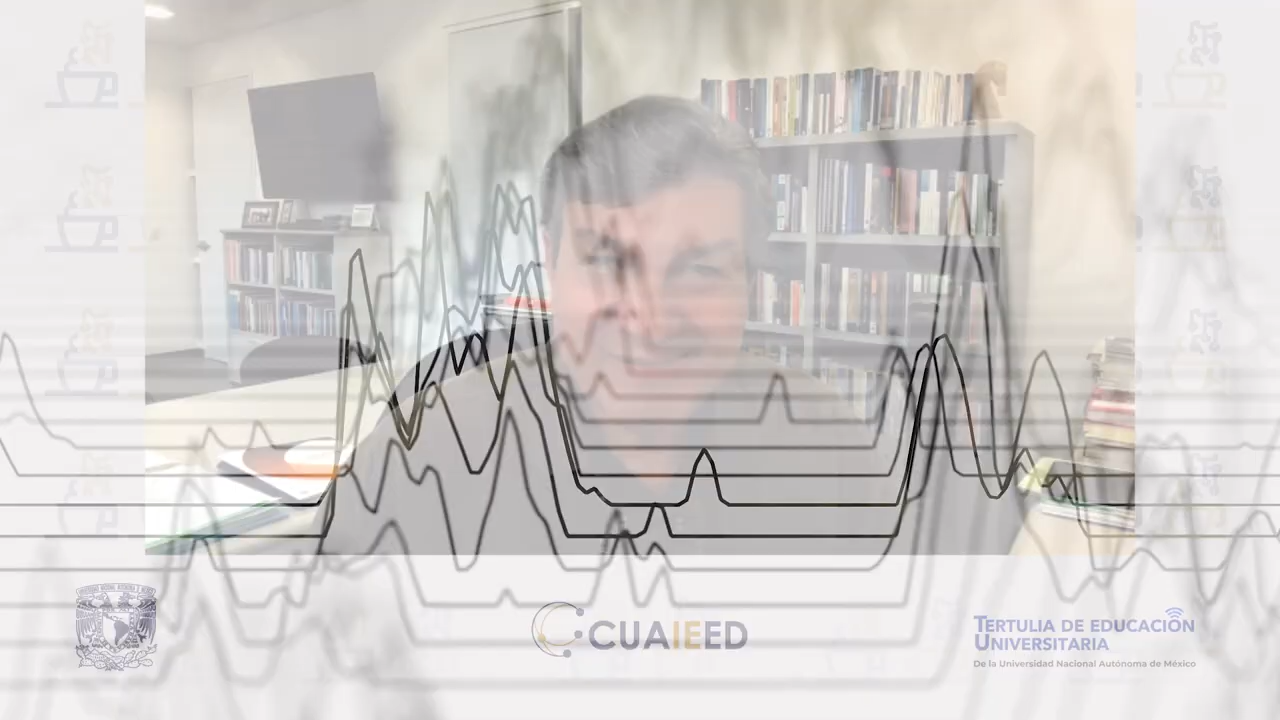 CUAIEED
TERTULIA DE EDUCACIÓN
UNIVERSITARIA
De la Universidad Nacional Autónoma de México